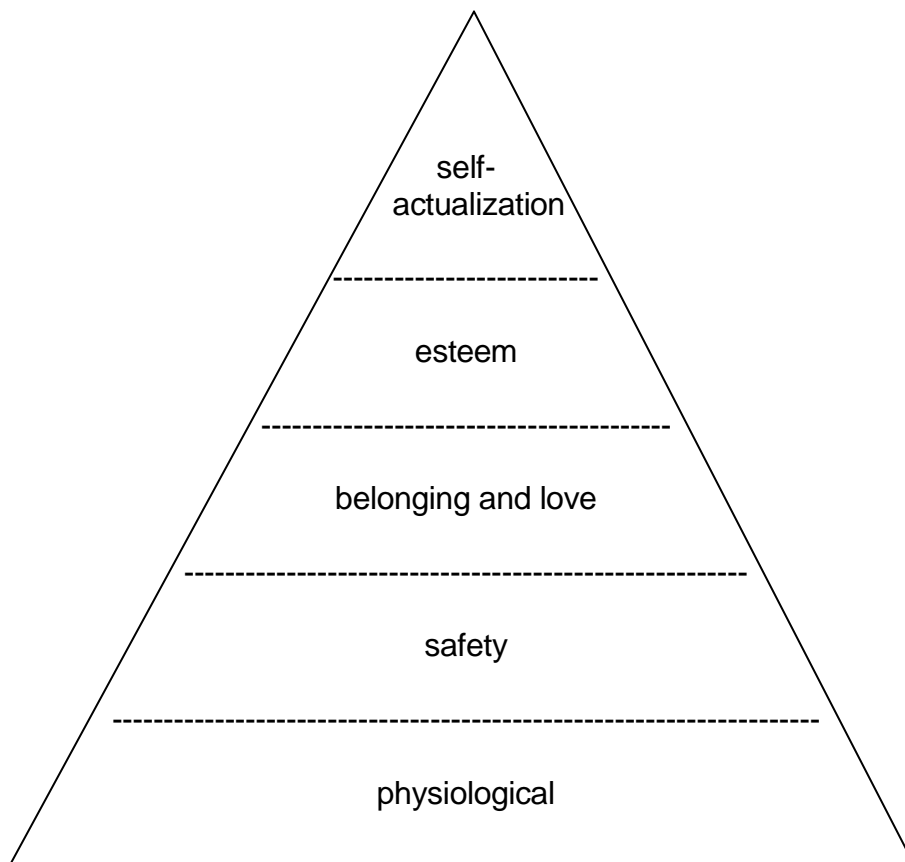 self-
actualization
esteem
belonging and love
safety
physiological